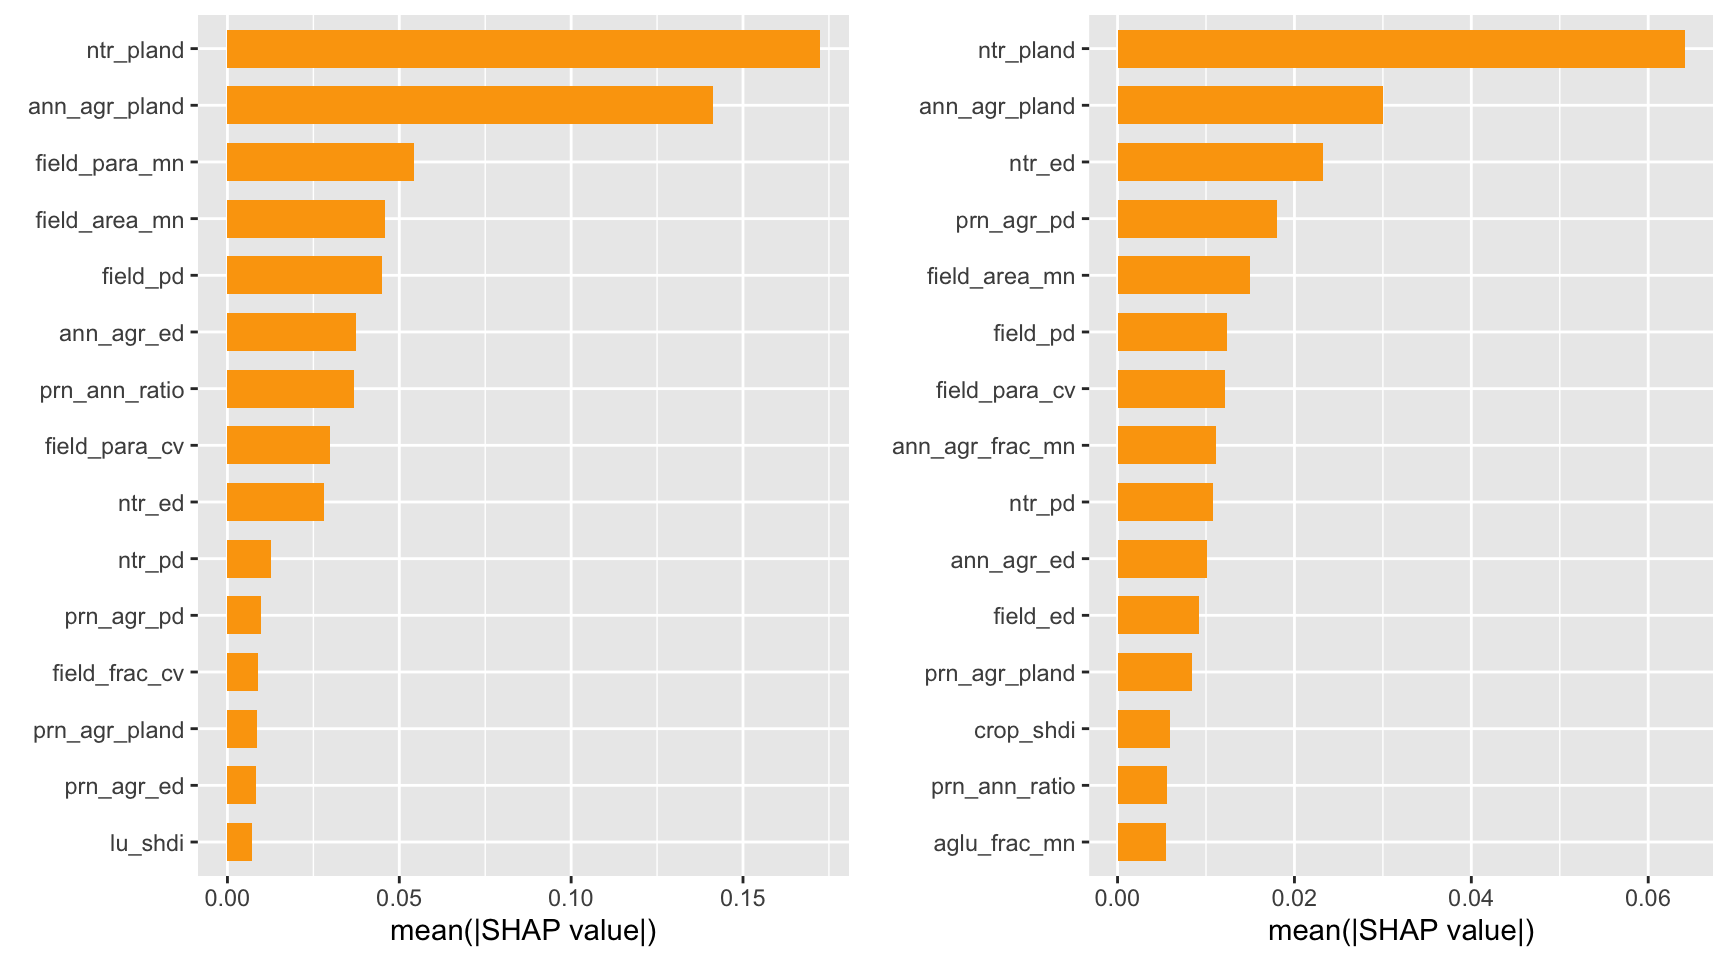 ntr_pland
ann_agr_pland
field_para_mn
field_area_mn
field_pd
ann_agr_ed
prn_ann_ratio
field_para_cv
ntr_ed
ntr_pd
prn_agr_pd
field_frac_cv
prn_agr_pland
prn_agr_ed
lu_shdi
0.00 0.05 0.10 0.15
mean(|SHAP value|)
ntr_pland
ann_agr_pland
ntr_ed
prn_agr_pd
field_area_mn
field_pd
field_para_cv
ann_agr_frac_mn
ntr_pd
ann_agr_ed
field_ed
prn_agr_pland
crop_shdi
prn_ann_ratio
aglu_frac_mn
0.00 0.02 0.04 0.06
mean(|SHAP value|)